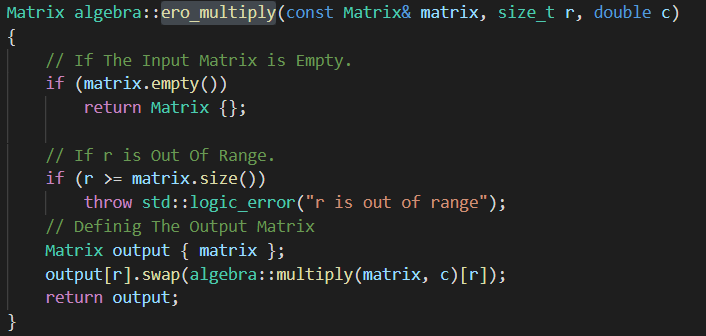 Matrix algebra::ero_multiply(const Matrix& matrix, size_t r, double c)
{
// If The Input Matrix is Empty.
if (matrix.empty())
return Matrix {};
// If r is Out Of Range.
if (r >= matrix.size())
throw std::logic_error("r is out of range");
// Definig The Output Matrix
Matrix output { matrix };
output[r].swap(algebra::multiply(matrix, c)[r]);
return output;
}